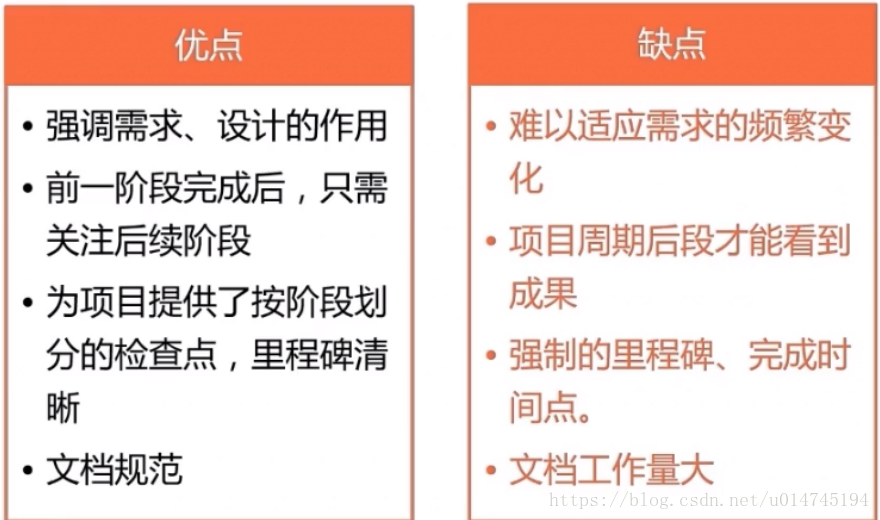 优点
• 强调需求、设计的作用
• 前一阶段完成后，只需
关注后续阶段
• 为项目提供了按阶段划
分的检查点，里程碑清
晰
• 文档规范
缺点
• 难以适应需求的频繁变
化
• 项目周期后段才能看到
成果
• 强制的里程碑、完成时
间点。
• 文档工作量大
https://blog.csdn.net/u014745194